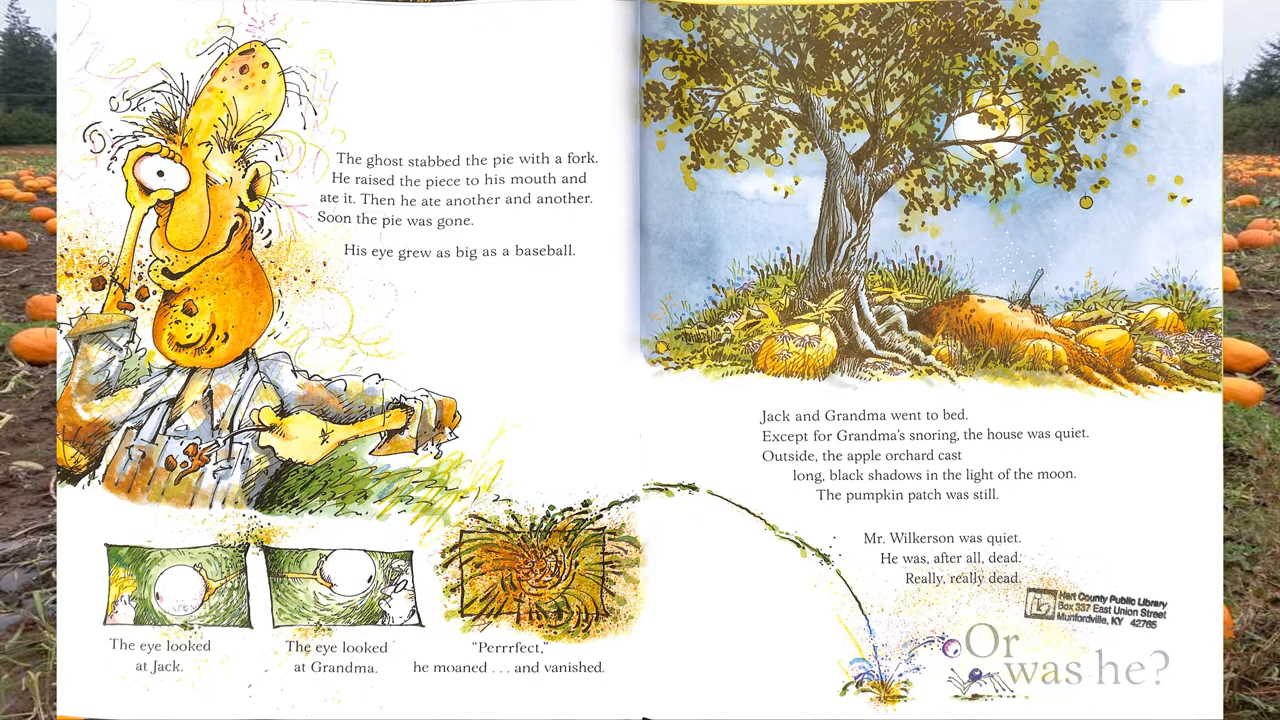 The ghost stabbed the pie with a fork.
He raised the piece to his mouth and
ate it. Then he ate another and another.
Soon the pie was gone.
His eye grew as big as a baseball.
The eye looked
at Jack.
The eye looked
at Grandma.
“Perrrfect,”
he moaned . . . and vanished.
Jack and Grandma went to bed.
Except for Grandma’s snoring, the house was quiet.
Outside, the apple orchard cast
long, black shadows in the light of the moon.
The pumpkin patch was still.
Mr. Wilkerson was quiet.
He was, after all, dead.
Really, really dead.
Hart County Public Library
Box 337 East Union Street
Munfordville, KY 42765
Or
was he?